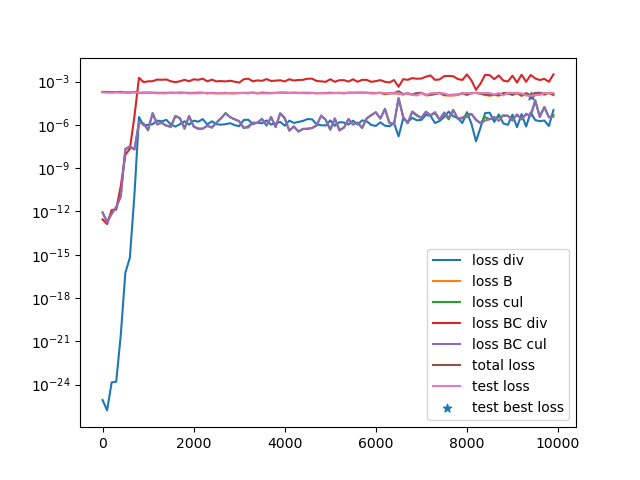 10⁻³
10⁻⁶
10⁻⁹
10⁻¹²
10⁻¹⁵
10⁻¹⁸
10⁻²¹
10⁻²⁴
loss div
loss B
loss cul
loss BC div
loss BC cul
total loss
test loss
test best loss
0 2000 4000 6000 8000 10000